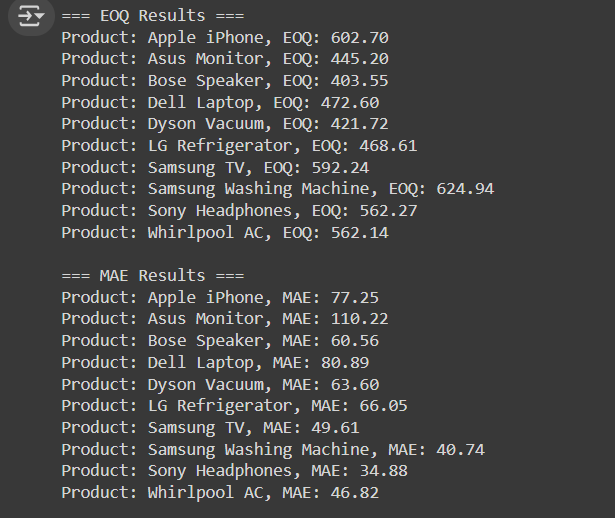 === EOQ Results ===
Product: Apple iPhone, EOQ: 602.70
Product: Asus Monitor, EOQ: 445.20
Product: Bose Speaker, EOQ: 403.55
Product: Dell Laptop, EOQ: 472.60
Product: Dyson Vacuum, EOQ: 421.72
Product: LG Refrigerator, EOQ: 468.61
Product: Samsung TV, EOQ: 592.24
Product: Samsung Washing Machine, EOQ: 624.94
Product: Sony Headphones, EOQ: 562.27
Product: Whirlpool AC, EOQ: 562.14

=== MAE Results ===
Product: Apple iPhone, MAE: 77.25
Product: Asus Monitor, MAE: 110.22
Product: Bose Speaker, MAE: 60.56
Product: Dell Laptop, MAE: 80.89
Product: Dyson Vacuum, MAE: 63.60
Product: LG Refrigerator, MAE: 66.05
Product: Samsung TV, MAE: 49.61
Product: Samsung Washing Machine, MAE: 40.74
Product: Sony Headphones, MAE: 34.88
Product: Whirlpool AC, MAE: 46.82